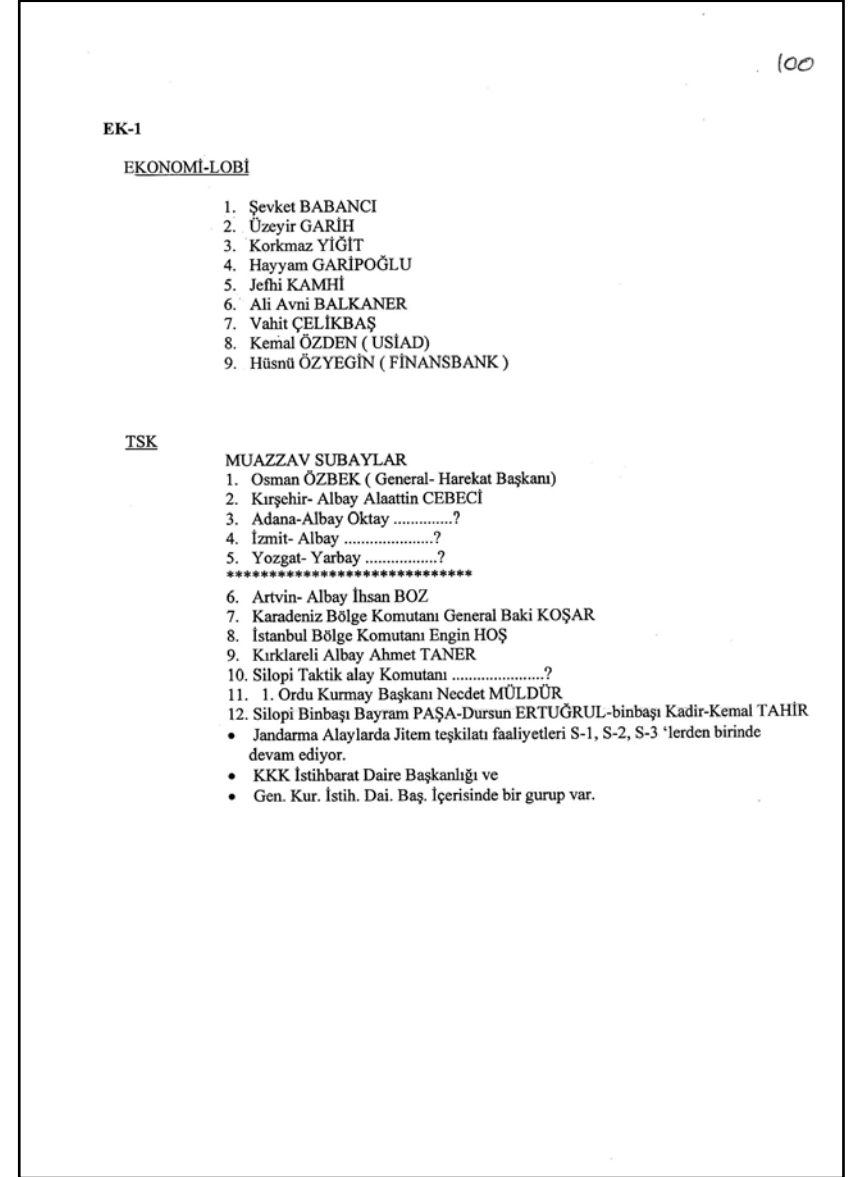 100
EK-1
EKONOMİ-LOBİ
1. Şevket BABANCI
2. Üzeyir GARİH
3. Korkmaz YİĞİT
4. Hayyam GARİPOĞLU
5. Jefhi KAMHİ
6. Ali Avni BALKANER
7. Vahit ÇELİKBAŞ
8. Kemal ÖZDEN ( USİAD)
9. Hüsnü ÖZYEGİN ( FİNANSBANK )
TSK
MUAZZAV SUBAYLAR
1. Osman ÖZBEK ( General- Harekat Başkanı)
2. Kırşehir- Albay Alaattin CEBECİ
3. Adana-Albay Oktay ..............?
4. İzmit- Albay .....................?
5. Yozgat- Yarbay .................?
*****************************
6. Artvin- Albay İhsan BOZ
7. Karadeniz Bölge Komutanı General Baki KOŞAR
8. İstanbul Bölge Komutanı Engin HOŞ
9. Kırklareli Albay Ahmet TANER
10. Silopi Taktik alay Komutanı ......................?
11. 1. Ordu Kurmay Başkanı Necdet MÜLDÜR
12. Silopi Binbaşı Bayram PAŞA-Dursun ERTUĞRUL-binbaşı Kadir-Kemal TAHİR
• Jandarma Alaylarda Jitem teşkilatı faaliyetleri S-1, S-2, S-3 ‘lerden birinde
devam ediyor.
• KKK İstihbarat Daire Başkanlığı ve
• Gen. Kur. İstih. Dai. Baş. İçerisinde bir gurup var.